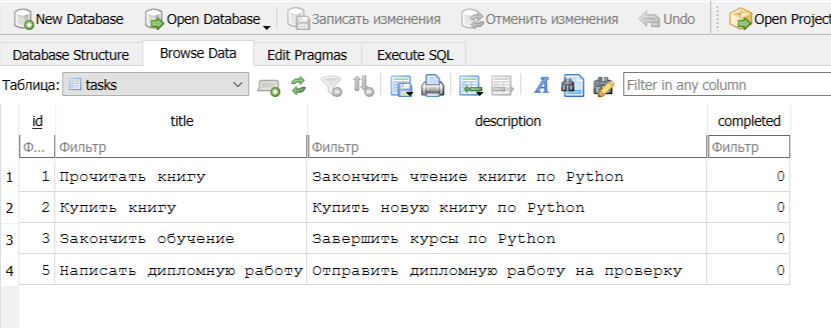 New Database Open Database Записать изменения Отменить изменения Undo Open Project
Database Structure Browse Data Edit Pragmas Execute SQL
Таблица: tasks Filter in any column
id title description completed
Ф... Фильтр Фильтр Фильтр
1 1 Прочитать книгу Закончить чтение книги по Python 0
2 2 Купить книгу Купить новую книгу по Python 0
3 3 Закончить обучение Завершить курсы по Python 0
4 5 Написать дипломную работу Отправить дипломную работу на проверку 0